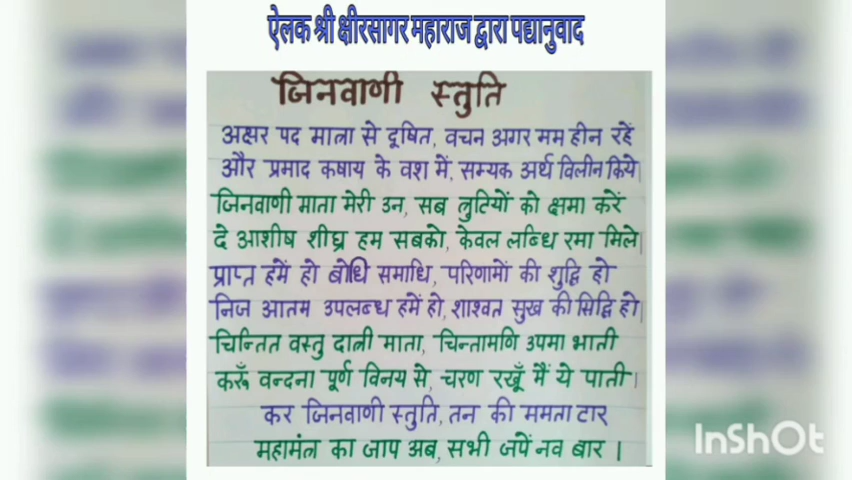 ऐलक श्री क्षीरसागर महाराज द्वारा पद्यानुवाद
जिनवाणी स्तुति
अक्षर पद मात्रा से दूषित, वचन अगर मम हीन रहें
और प्रमाद कषाय के वश में, सम्यक अर्थ विलीन किये।
जिनवाणी माता मेरी उन, सब त्रुटियों को क्षमा करें
दे आशीष शीघ्र हम सबको, केवल लब्धि रमा मिले।
प्राप्त हमें हो बोधि समाधि, परिणामों की शुद्धि हो
निज आतम उपलब्ध हमें हो, शाश्वत सुख की सिद्धि हो।
चिन्तित वस्तु दात्री माता, चिन्तामणि उपमा भाती
करूँ वन्दना पूर्ण विनय से, चरण रखूँ मैं ये पाती।
कर जिनवाणी स्तुति, तन की ममता टार
महामंत्र का जाप अब, सभी जपें नव बार।
InShOt